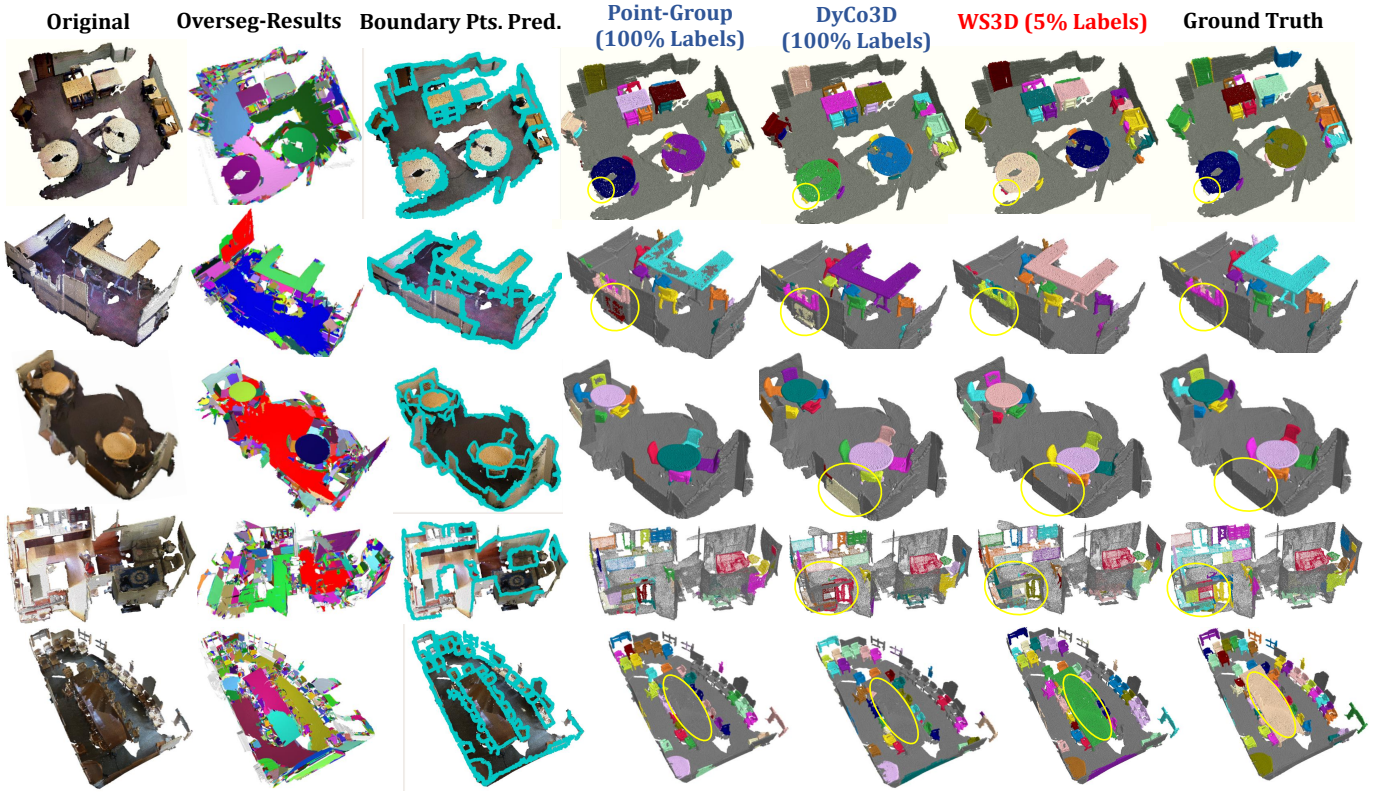 Original
Overseg-Results
Boundary Pts. Pred.
Point-Group
(100% Labels)
DyCo3D
(100% Labels)
WS3D (5% Labels)
Ground Truth